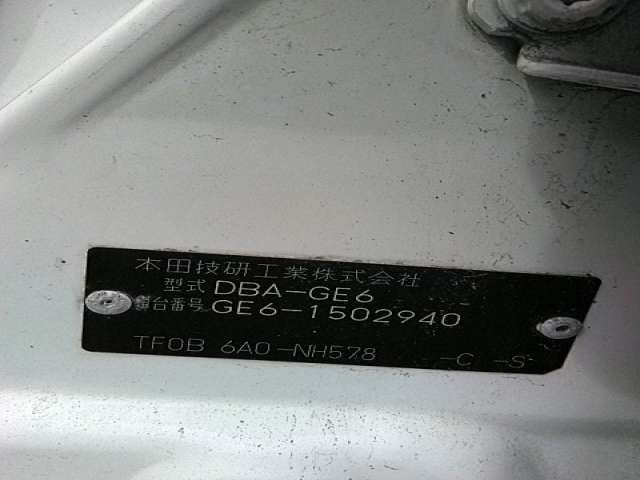 本田技研工業株式会社
型式 DBA-GE6
車台番号 GE6-1502940
TF0B 6A0-NH578 -C -S